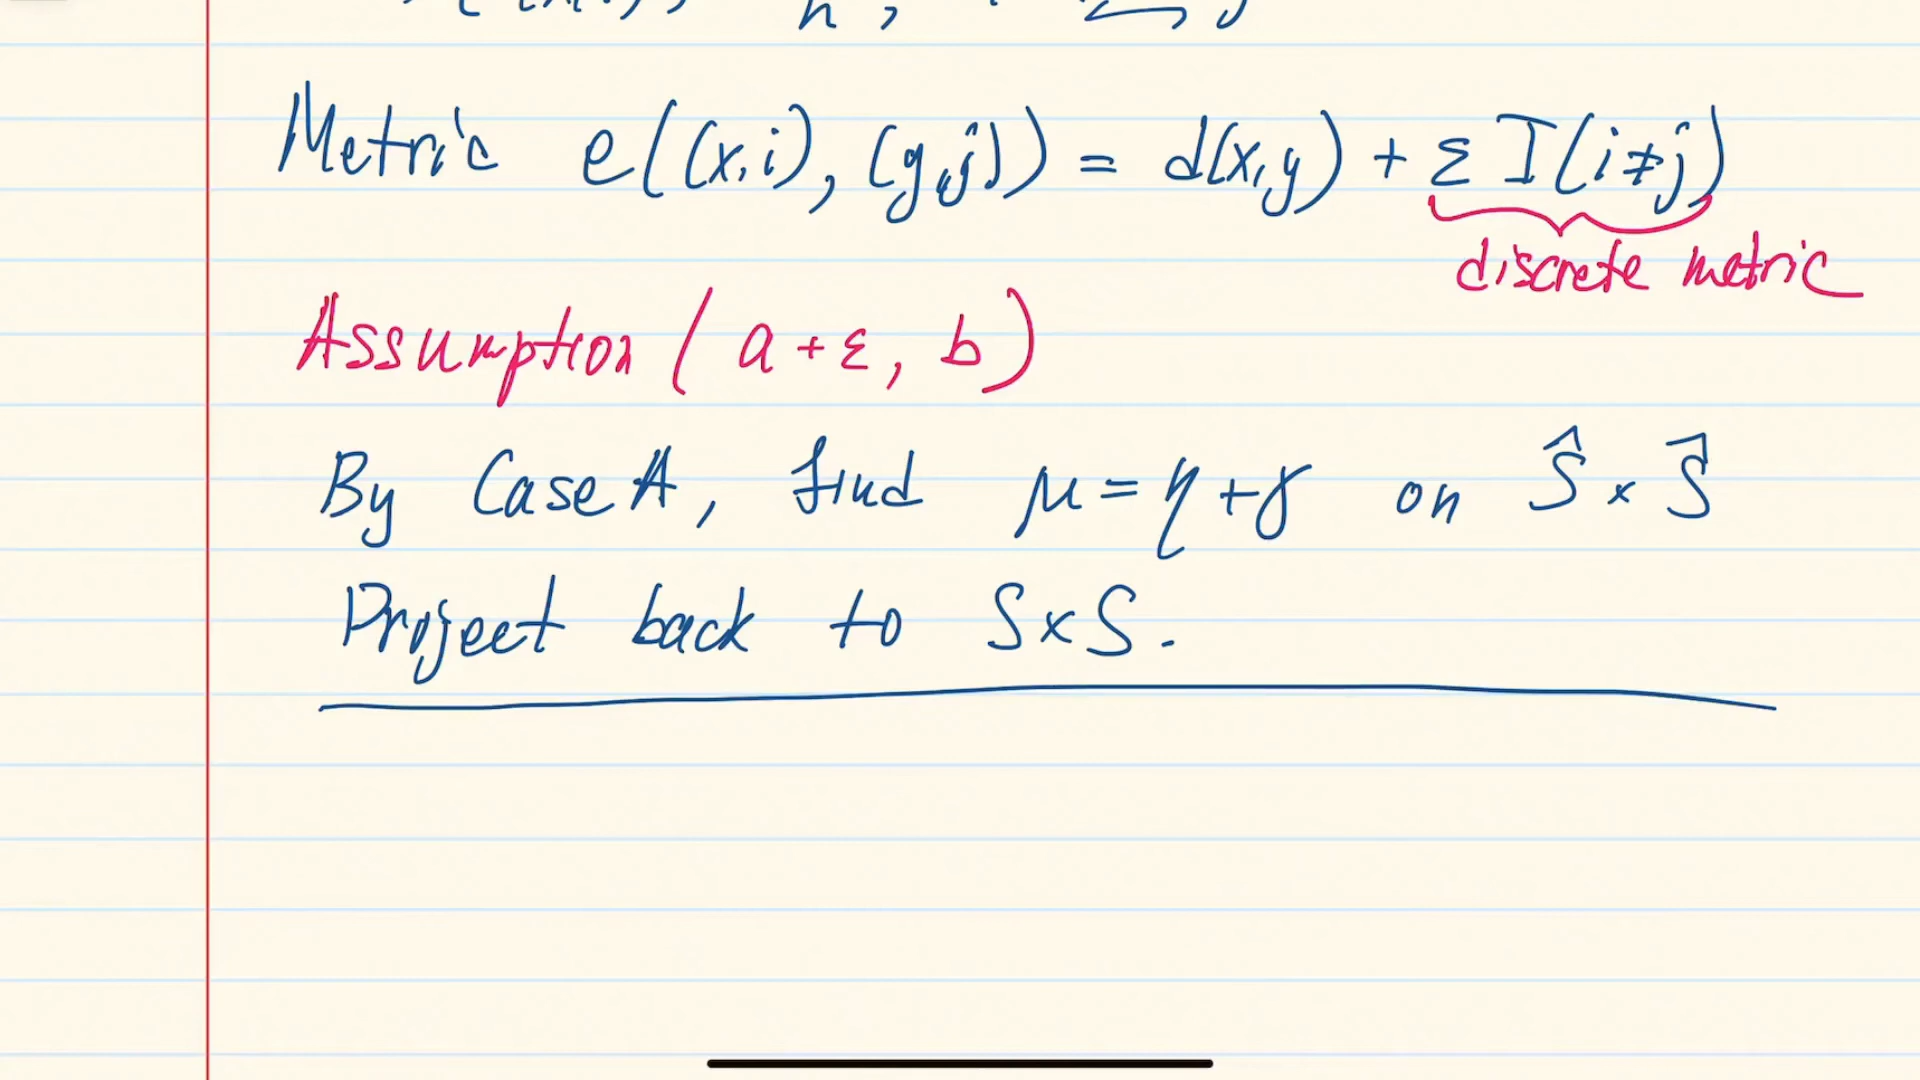 Metric e((x,i), (y,j)) = d(x,y) + ε I(i≠j)
discrete metric
Assumption (a+ε, b)
By Case A, find μ = η + γ on Ŝ × Ŝ
Project back to S×S.